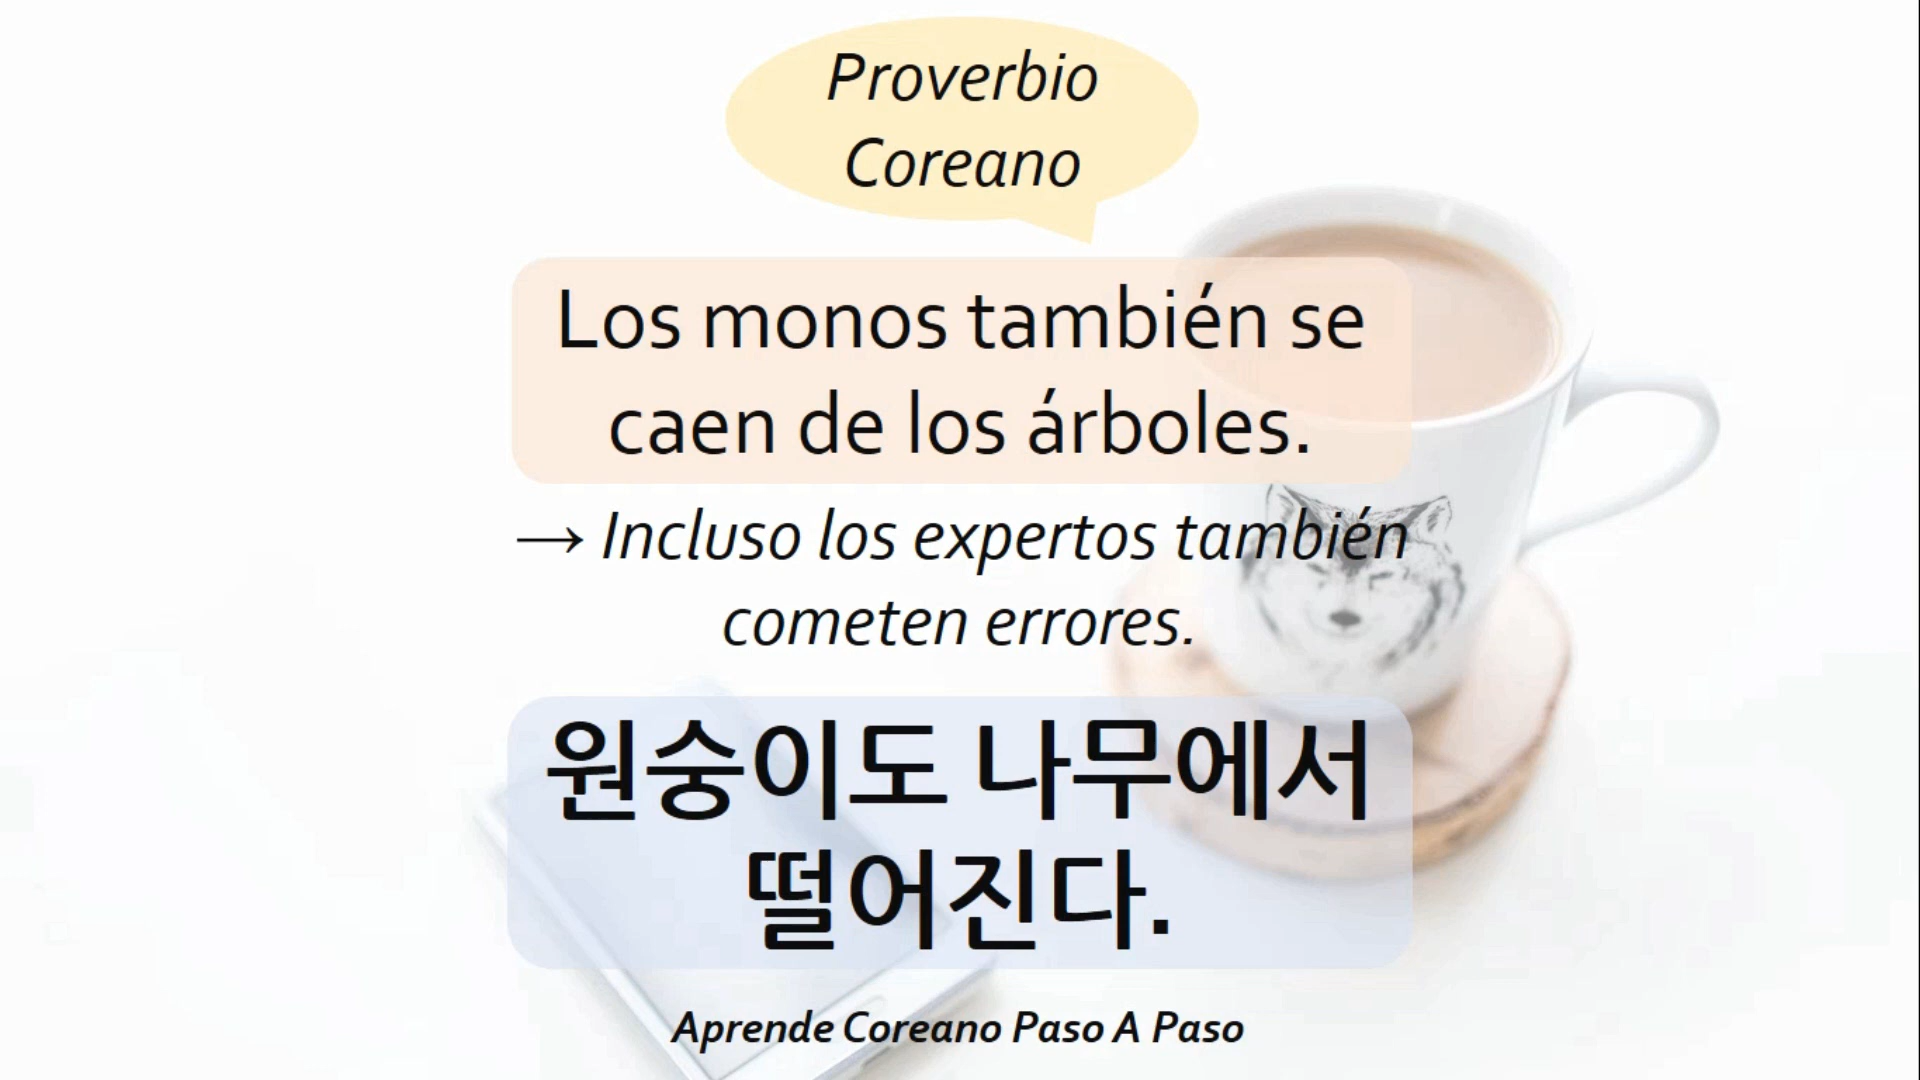 Proverbio
Coreano
Los monos también se
caen de los árboles.
→ Incluso los expertos también
cometen errores.
원숭이도 나무에서
떨어진다.
Aprende Coreano Paso A Paso